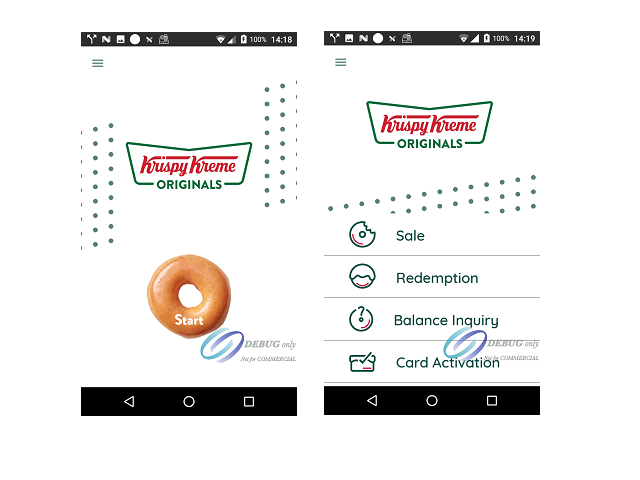 100% 14:18
Krispy Kreme
ORIGINALS
Start
DEBUG only
Not for COMMERCIAL
100% 14:19
Krispy Kreme
ORIGINALS
Sale
Redemption
Balance Inquiry
DEBUG only
Not for COMMERCIAL
Card Activation